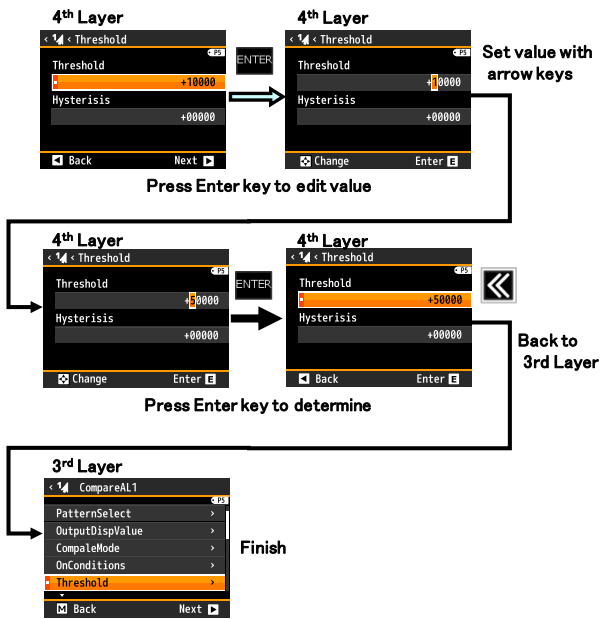 4th Layer
< 1/4 < Threshold
P5
Threshold
+10000
Hysterisis
+00000
Back Next
ENTER
4th Layer
< Threshold
P5
Threshold
+10000
Hysterisis
+00000
Change Enter E
Set value with
arrow keys
Press Enter key to edit value
4th Layer
< Threshold
P5
Threshold
+50000
Hysterisis
+00000
Change Enter E
ENTER
4th Layer
< Threshold
P5
Threshold
+50000
Hysterisis
+00000
Back Enter E
Back to
3rd Layer
Press Enter key to determine
3rd Layer
< CompareAL1
P5
PatternSelect >
OutputDispValue >
CompaleMode >
OnConditions >
Threshold >
M Back Next
Finish